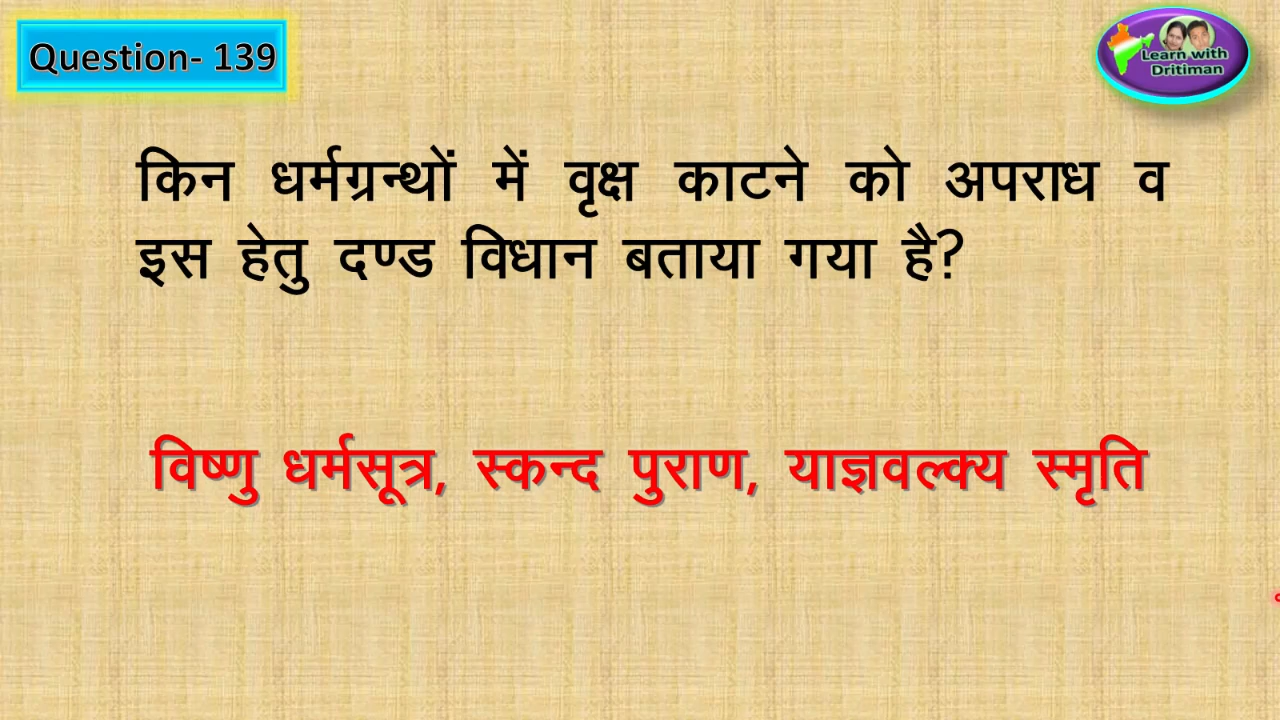 Question- 139
Learn with
Dritiman
किन धर्मग्रन्थों में वृक्ष काटने को अपराध व
इस हेतु दण्ड विधान बताया गया है?
विष्णु धर्मसूत्र, स्कन्द पुराण, याज्ञवल्क्य स्मृति